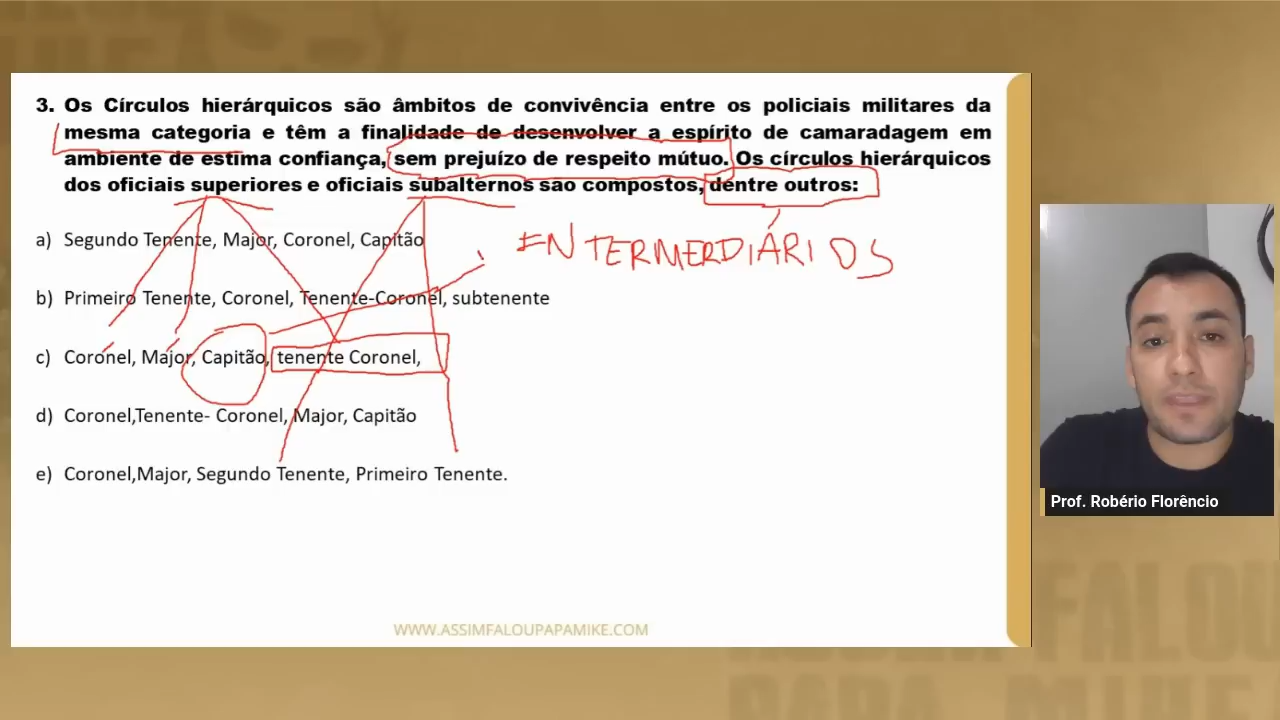 3. Os Círculos hierárquicos são âmbitos de convivência entre os policiais militares da
mesma categoria e têm a finalidade de desenvolver a espírito de camaradagem em
ambiente de estima confiança, sem prejuízo de respeito mútuo. Os círculos hierárquicos
dos oficiais superiores e oficiais subalternos são compostos, dentre outros:
a) Segundo Tenente, Major, Coronel, Capitão
ENTERMERDIÁRIOS
b) Primeiro Tenente, Coronel, Tenente-Coronel, subtenente
c) Coronel, Major, Capitão, tenente Coronel,
d) Coronel,Tenente- Coronel, Major, Capitão
e) Coronel,Major, Segundo Tenente, Primeiro Tenente.
Prof. Robério Florêncio
WWW.ASSIMFALOUPAPAMIKE.COM